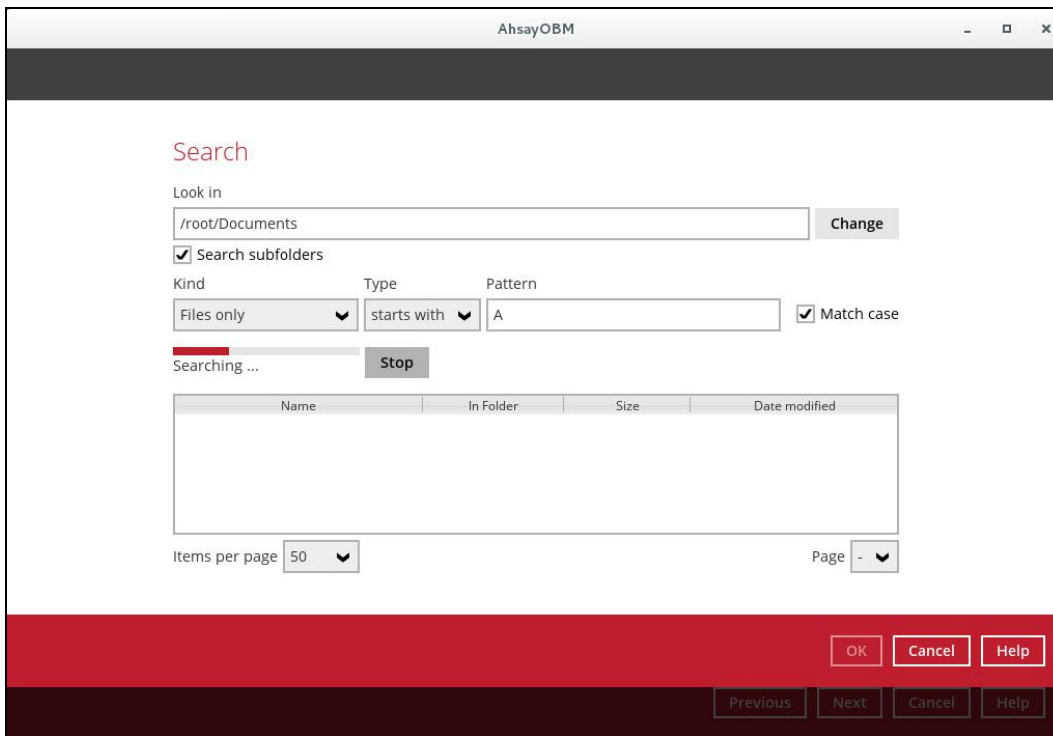 AhsayOBM
Search
Look in
/root/Documents
Change
Search subfolders
Kind Type Pattern
Files only starts with A Match case
Searching ...
Stop
Name In Folder Size Date modified
Items per page 50 Page -
OK Cancel Help
Previous Next Cancel Help